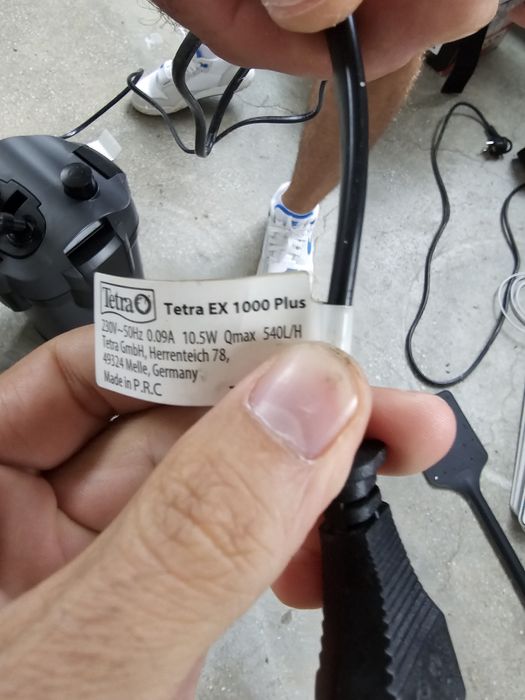 Tetra
Tetra EX 1000 Plus
230V~50Hz 0.09A 10.5W Qmax 540L/H
Tetra GmbH, Herrenteich 78,
49324 Melle, Germany
Made in P.R.C